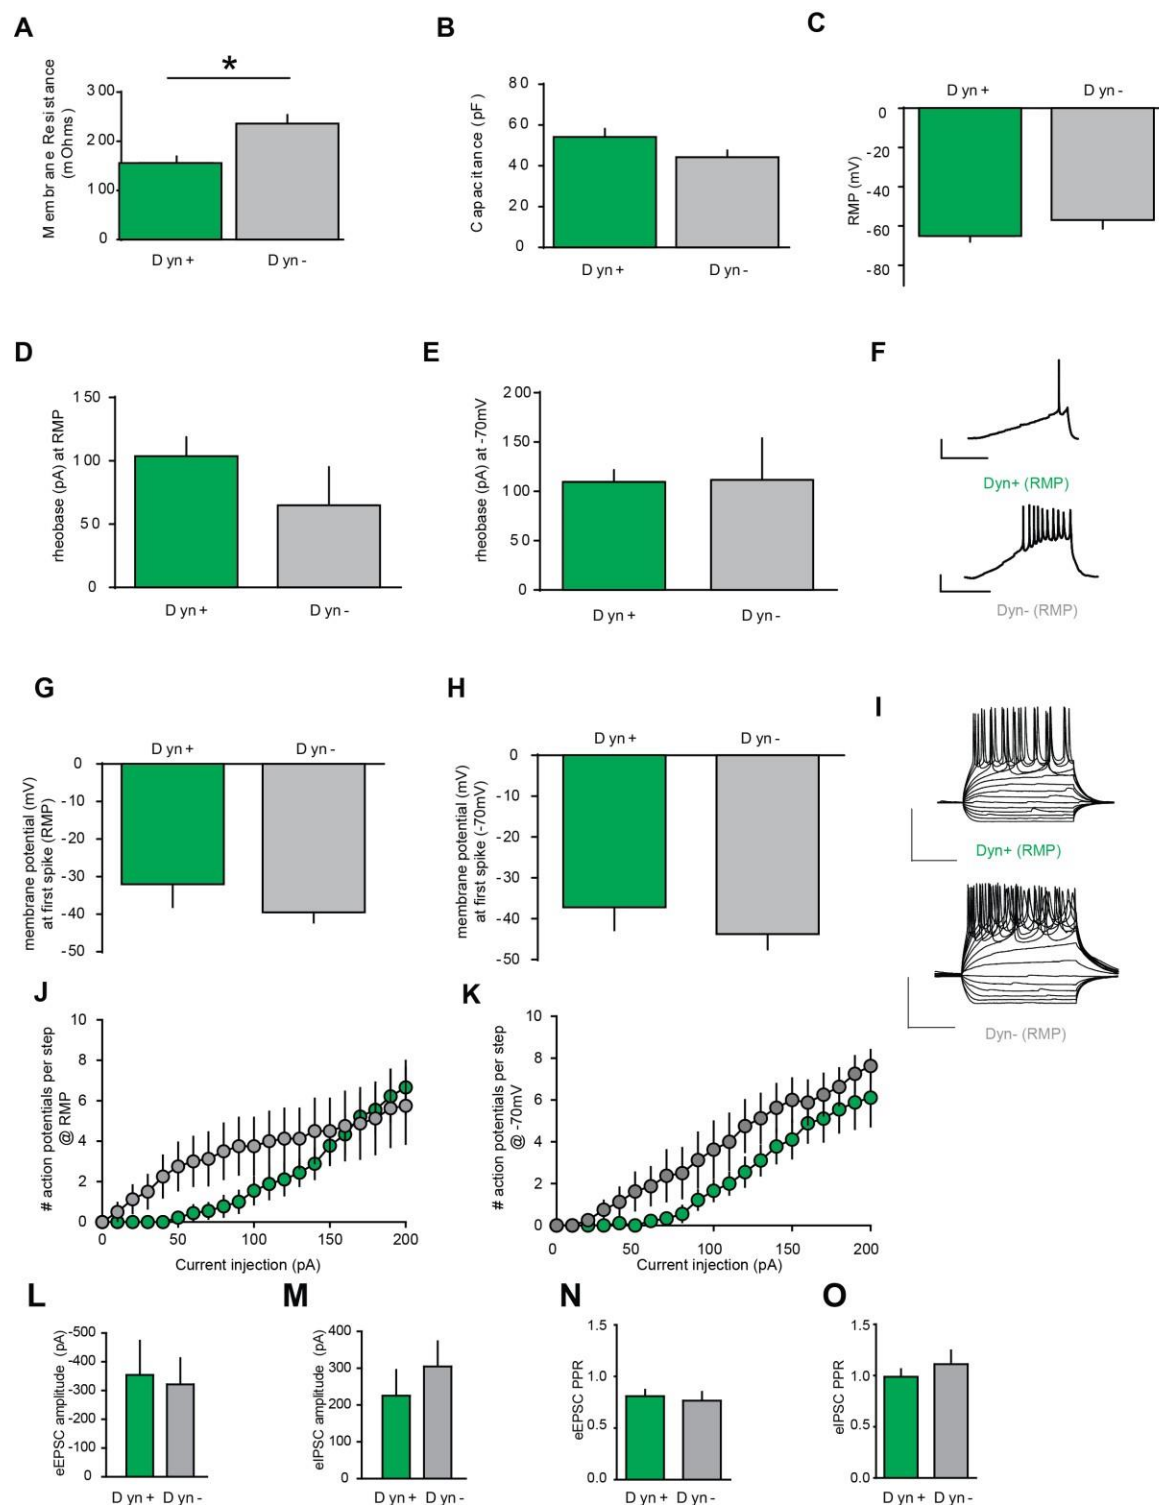 A
B
C
Membrane Resistance
(mOhms)
*
300
200
100
0
Dyn+
Dyn-
Capacitance (pF)
80
60
40
20
0
Dyn+
Dyn-
RMP (mV)
Dyn+
Dyn-
0
-20
-40
-60
-80
D
E
F
rheobase (pA) at RMP
150
100
50
0
Dyn+
Dyn-
rheobase (pA) at -70mV
200
150
100
50
0
Dyn+
Dyn-
Dyn+ (RMP)
Dyn- (RMP)
G
H
I
membrane potential (mV)
at first spike (RMP)
Dyn+
Dyn-
0
-10
-20
-30
-40
-50
membrane potential (mV)
at first spike (-70mV)
Dyn+
Dyn-
0
-10
-20
-30
-40
-50
Dyn+ (RMP)
Dyn- (RMP)
J
K
# action potentials per step
@ RMP
10
8
6
4
2
0
0
50
100
150
200
Current injection (pA)
# action potentials per step
@ -70mV
10
8
6
4
2
0
0
50
100
150
200
Current injection (pA)
L
M
N
O
eEPSC amplitude (pA)
-500
-400
-300
-200
-100
0
Dyn+ Dyn-
eIPSC amplitude (pA)
400
300
200
100
0
Dyn+ Dyn-
eEPSC PPR
1.5
1.0
0.5
0.0
Dyn+ Dyn-
eIPSC PPR
1.5
1.0
0.5
0.0
Dyn+ Dyn-